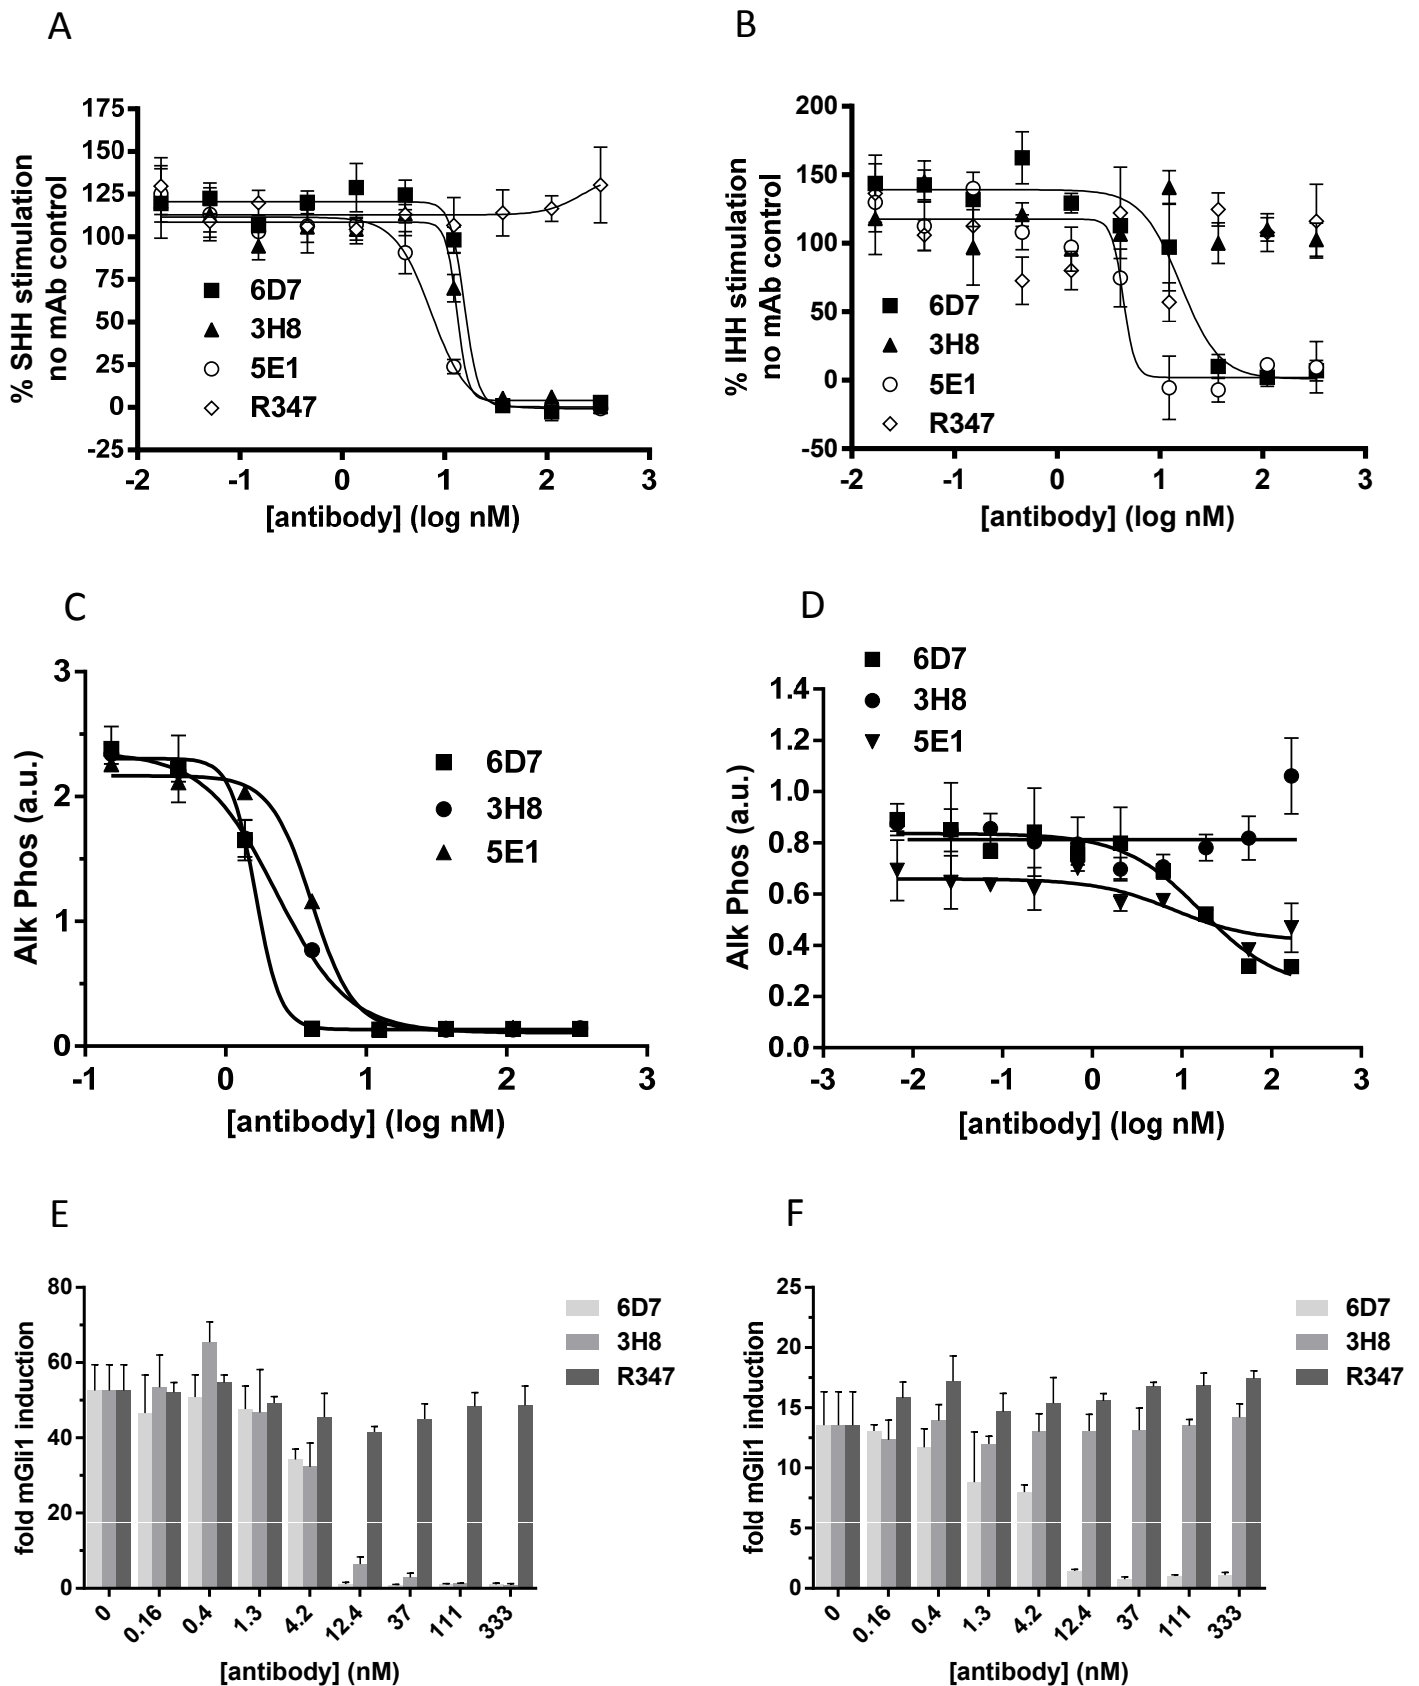 A
% SHH stimulation
no mAb control
175
150
125
100
75
50
25
0
-25
6D7
3H8
5E1
R347
-2
-1
0
1
2
3
[antibody] (log nM)
B
% IHH stimulation
no mAb control
200
150
100
50
0
-50
6D7
3H8
5E1
R347
-2
-1
0
1
2
3
[antibody] (log nM)
C
Alk Phos (a.u.)
3
2
1
0
6D7
3H8
5E1
-1
0
1
2
3
[antibody] (log nM)
D
6D7
3H8
5E1
Alk Phos (a.u.)
1.4
1.2
1.0
0.8
0.6
0.4
0.2
0.0
-3
-2
-1
0
1
2
3
[antibody] (log nM)
E
fold mGli1 induction
80
60
40
20
0
6D7
3H8
R347
0
0.16
0.4
1.3
4.2
12.4
37
111
333
[antibody] (nM)
F
fold mGli1 induction
25
20
15
10
5
0
6D7
3H8
R347
0
0.16
0.4
1.3
4.2
12.4
37
111
333
[antibody] (nM)